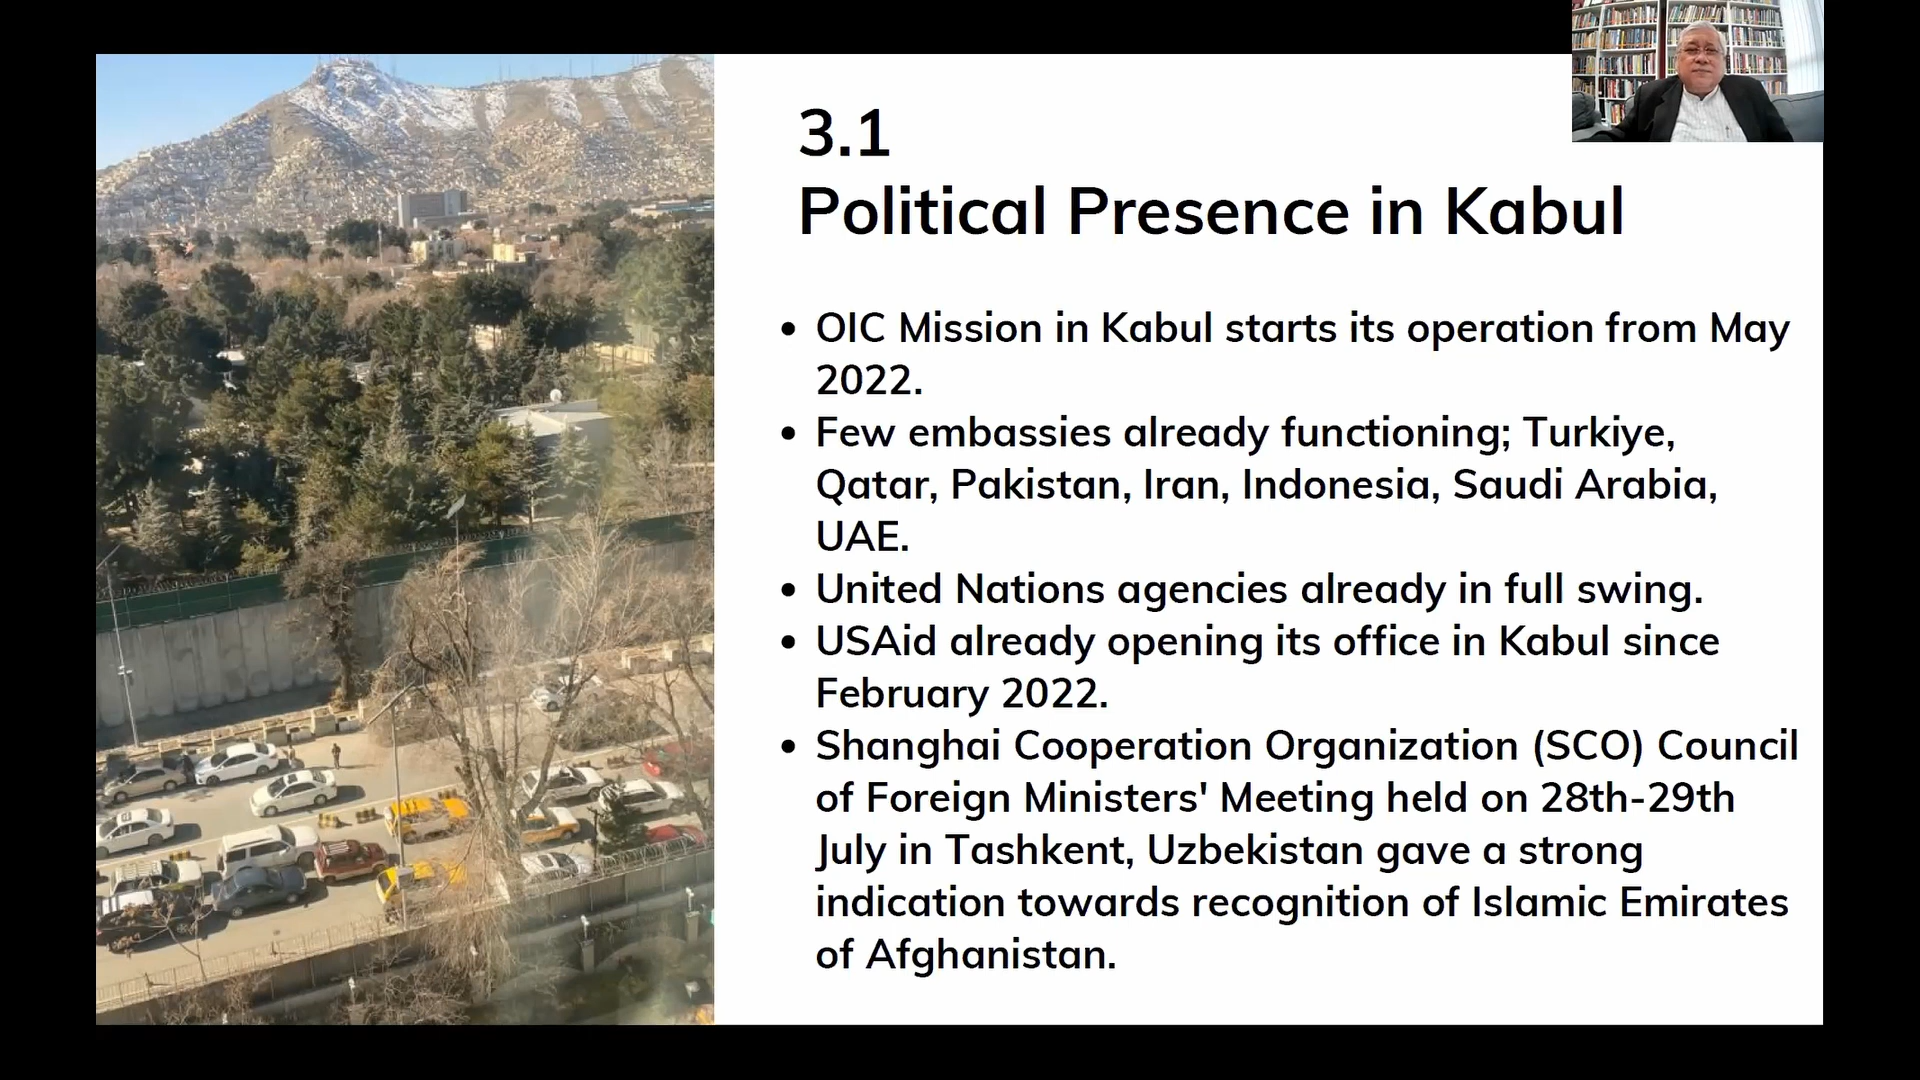 3.1
Political Presence in Kabul
• OIC Mission in Kabul starts its operation from May
2022.
• Few embassies already functioning; Turkiye,
Qatar, Pakistan, Iran, Indonesia, Saudi Arabia,
UAE.
• United Nations agencies already in full swing.
• USAid already opening its office in Kabul since
February 2022.
• Shanghai Cooperation Organization (SCO) Council
of Foreign Ministers' Meeting held on 28th-29th
July in Tashkent, Uzbekistan gave a strong
indication towards recognition of Islamic Emirates
of Afghanistan.